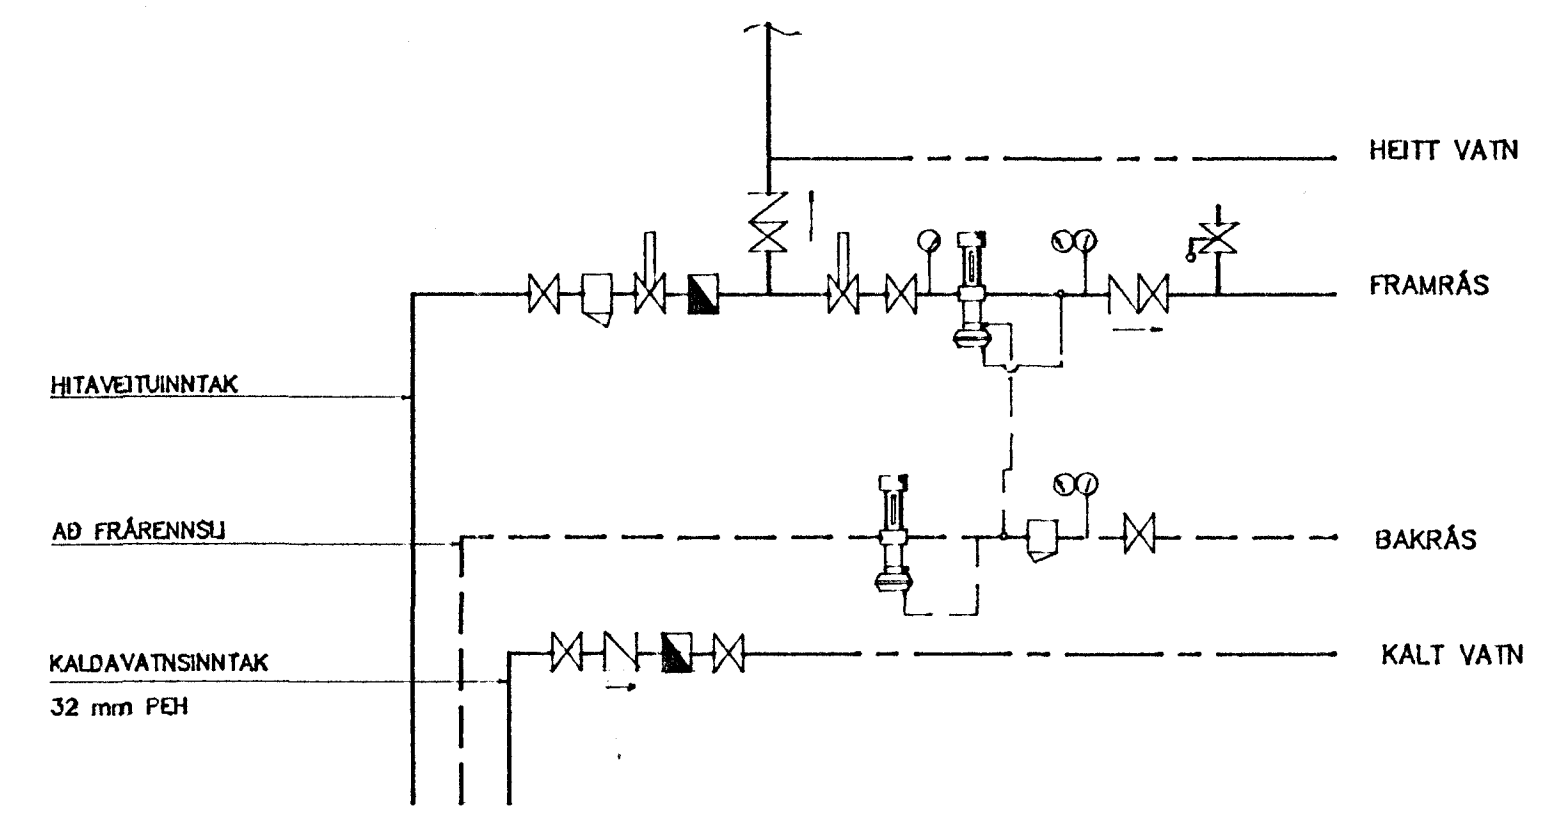 HEITT VATN
FRAMRÁS
HITAVEITUINNTAK
AÐ FRÁRENNSLI
BAKRÁS
KALDAVATNSINNTAK
KALT VATN
32 mm PEH